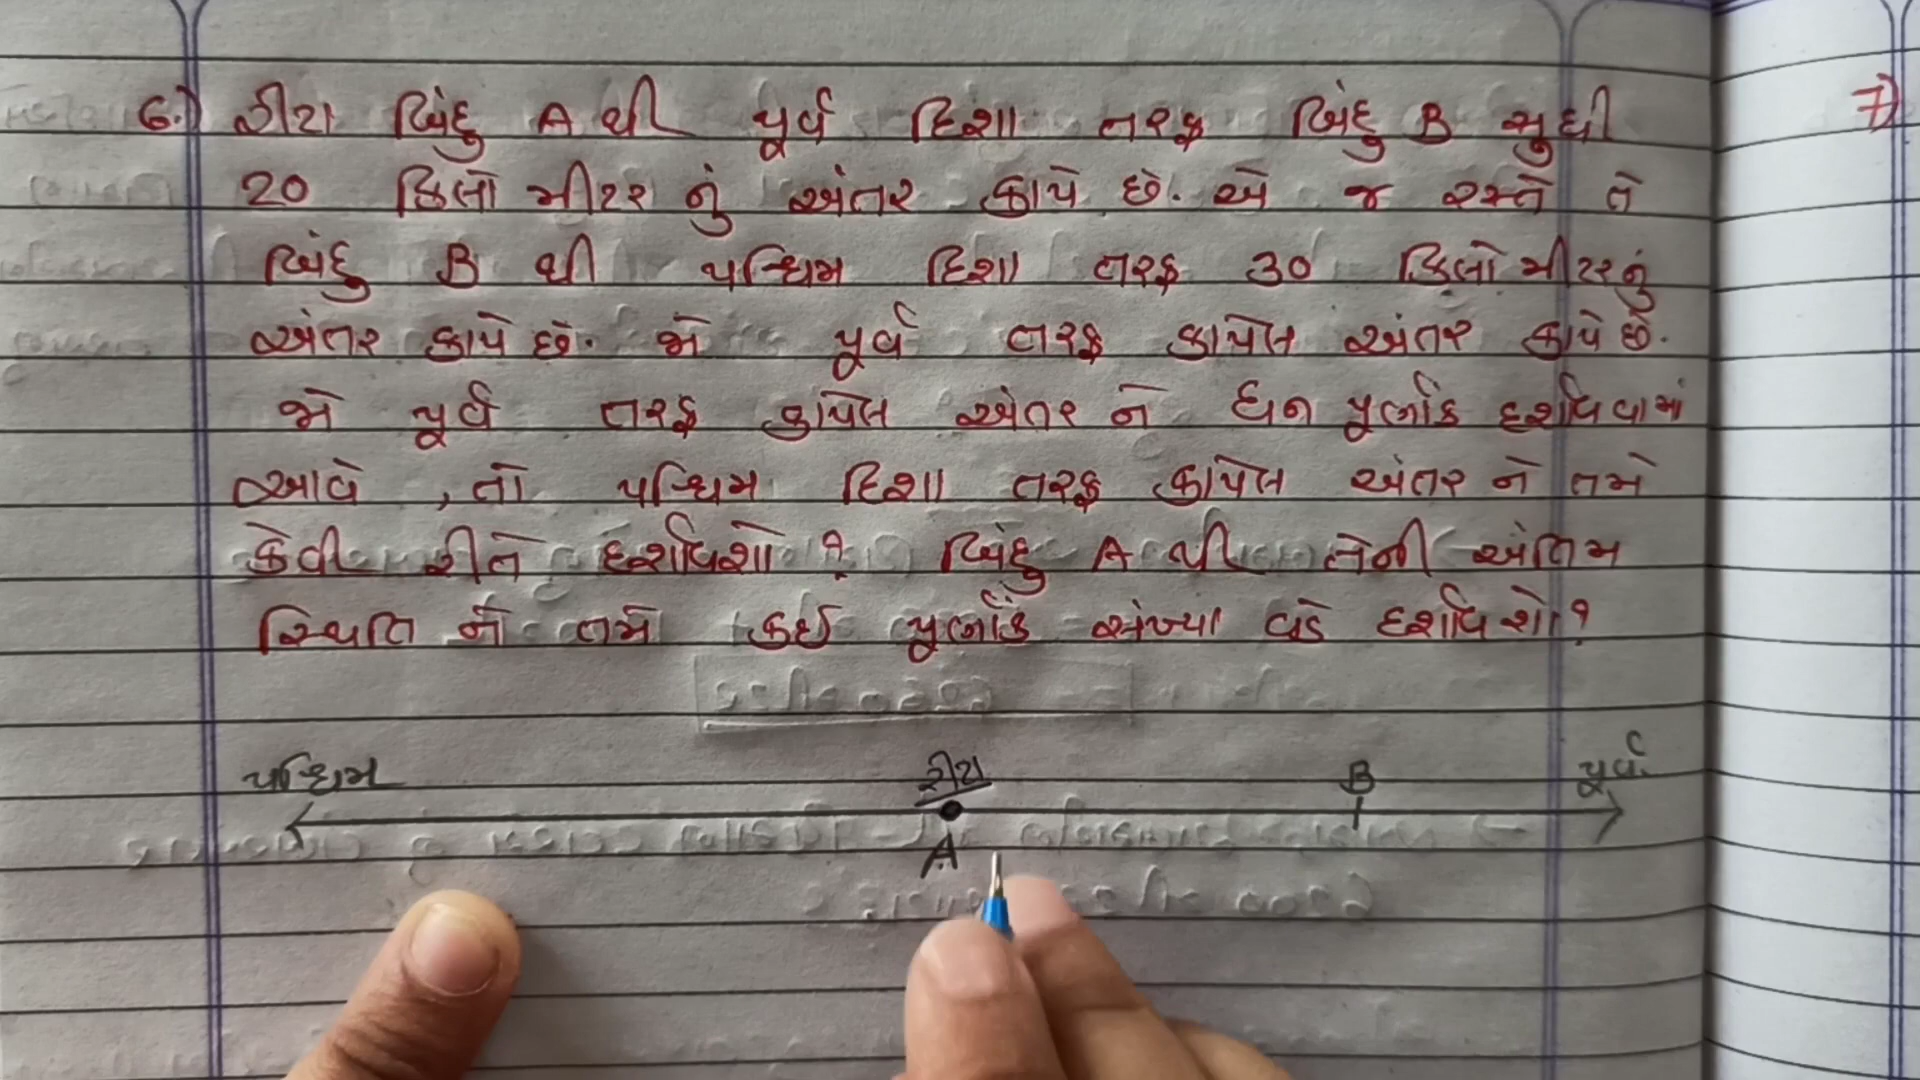 6.) રીટા બિંદુ A થી પૂર્વ દિશા તરફ બિંદુ B સુધી
20 કિલોમીટર નું અંતર કાપે છે. એ જ રસ્તે તે
બિંદુ B થી પશ્ચિમ દિશા તરફ 30 કિલોમીટરનું
અંતર કાપે છે. જો પૂર્વ તરફ કાપેલ અંતર કાપે છે.
જો પૂર્વ તરફ કાપેલ અંતર ને ધન પૂર્ણાંક દર્શાવવામાં
આવે , તો પશ્ચિમ દિશા તરફ કાપેલ અંતર ને તમે
કેવી રીતે દર્શાવશો ? બિંદુ A થી તેની અંતિમ
સ્થિતિ ને તમે કઈ પૂર્ણાંક સંખ્યા વડે દર્શાવશો ?
7)
પશ્ચિમ રીટા B પૂર્વ
A